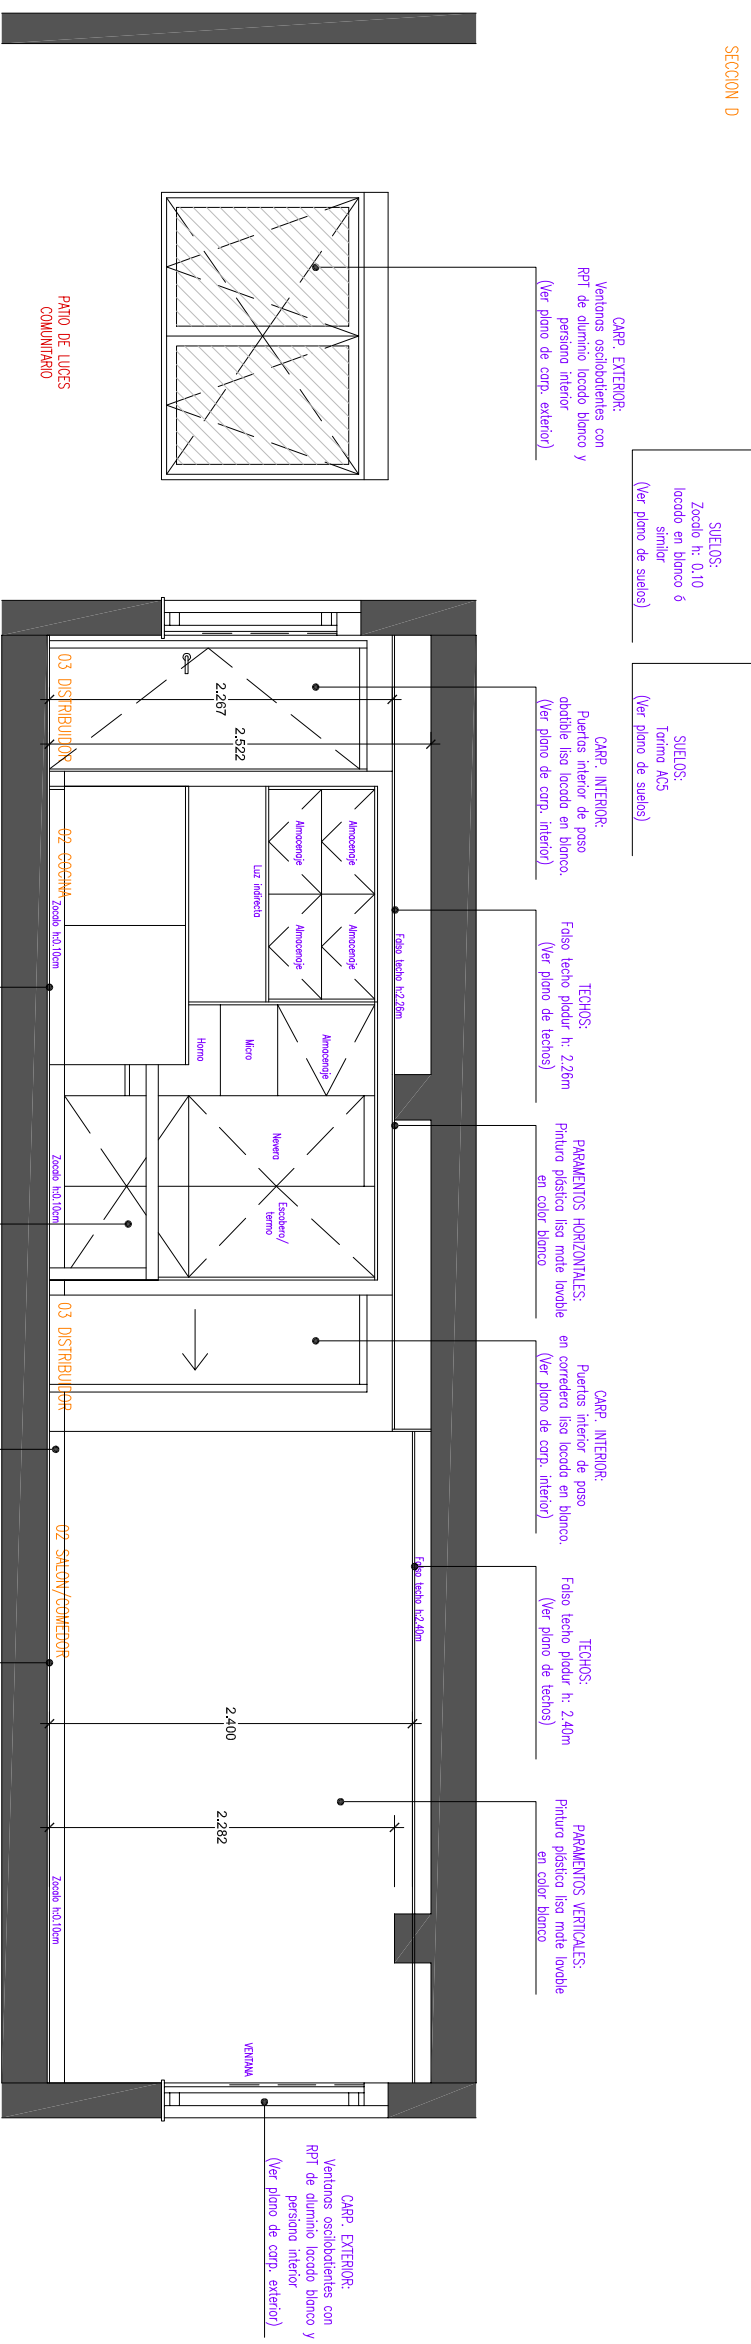 SECCION D
CARP. EXTERIOR:
Ventanas oscilobatientes con
RPT de aluminio lacado blanco y
persiana interior
(Ver plano de carp. exterior)
SUELOS:
Zocalo h: 0.10
lacado en blanco ó
similar
(Ver plano de suelos)
SUELOS:
Tarima AC5
(Ver plano de suelos)
CARP. INTERIOR:
Puertas interior de paso
abatible lisa lacada en blanco.
(Ver plano de carp. interior)
TECHOS:
Falso techo pladur h: 2.26m
(Ver plano de techos)
PARAMENTOS HORIZONTALES:
Pintura plástica lisa mate lavable
en color blanco
CARP. INTERIOR:
Puertas interior de paso
en corredera lisa lacada en blanco.
(Ver plano de carp. interior)
TECHOS:
Falso techo pladur h: 2.40m
(Ver plano de techos)
PARAMENTOS VERTICALES:
Pintura plástica lisa mate lavable
en color blanco
CARP. EXTERIOR:
Ventanas oscilobatientes con
RPT de aluminio lacado blanco y
persiana interior
(Ver plano de carp. exterior)
PATIO DE LUCES
COMUNITARIO
2.267
2.522
Falso techo h:2.26m
Almacenaje
Almacenaje
Almacenaje
Almacenaje
Luz indirecta
Almacenaje
Micro
Horno
Nevera
Escobero/
termo
Falso techo h:2.40m
2.400
2.282
VENTANA
03 DISTRIBUIDOR
02 COCINA
Zocalo h:0.10cm
Zocalo h:0.10cm
03 DISTRIBUIDOR
02 SALON/COMEDOR
Zocalo h:0.10cm